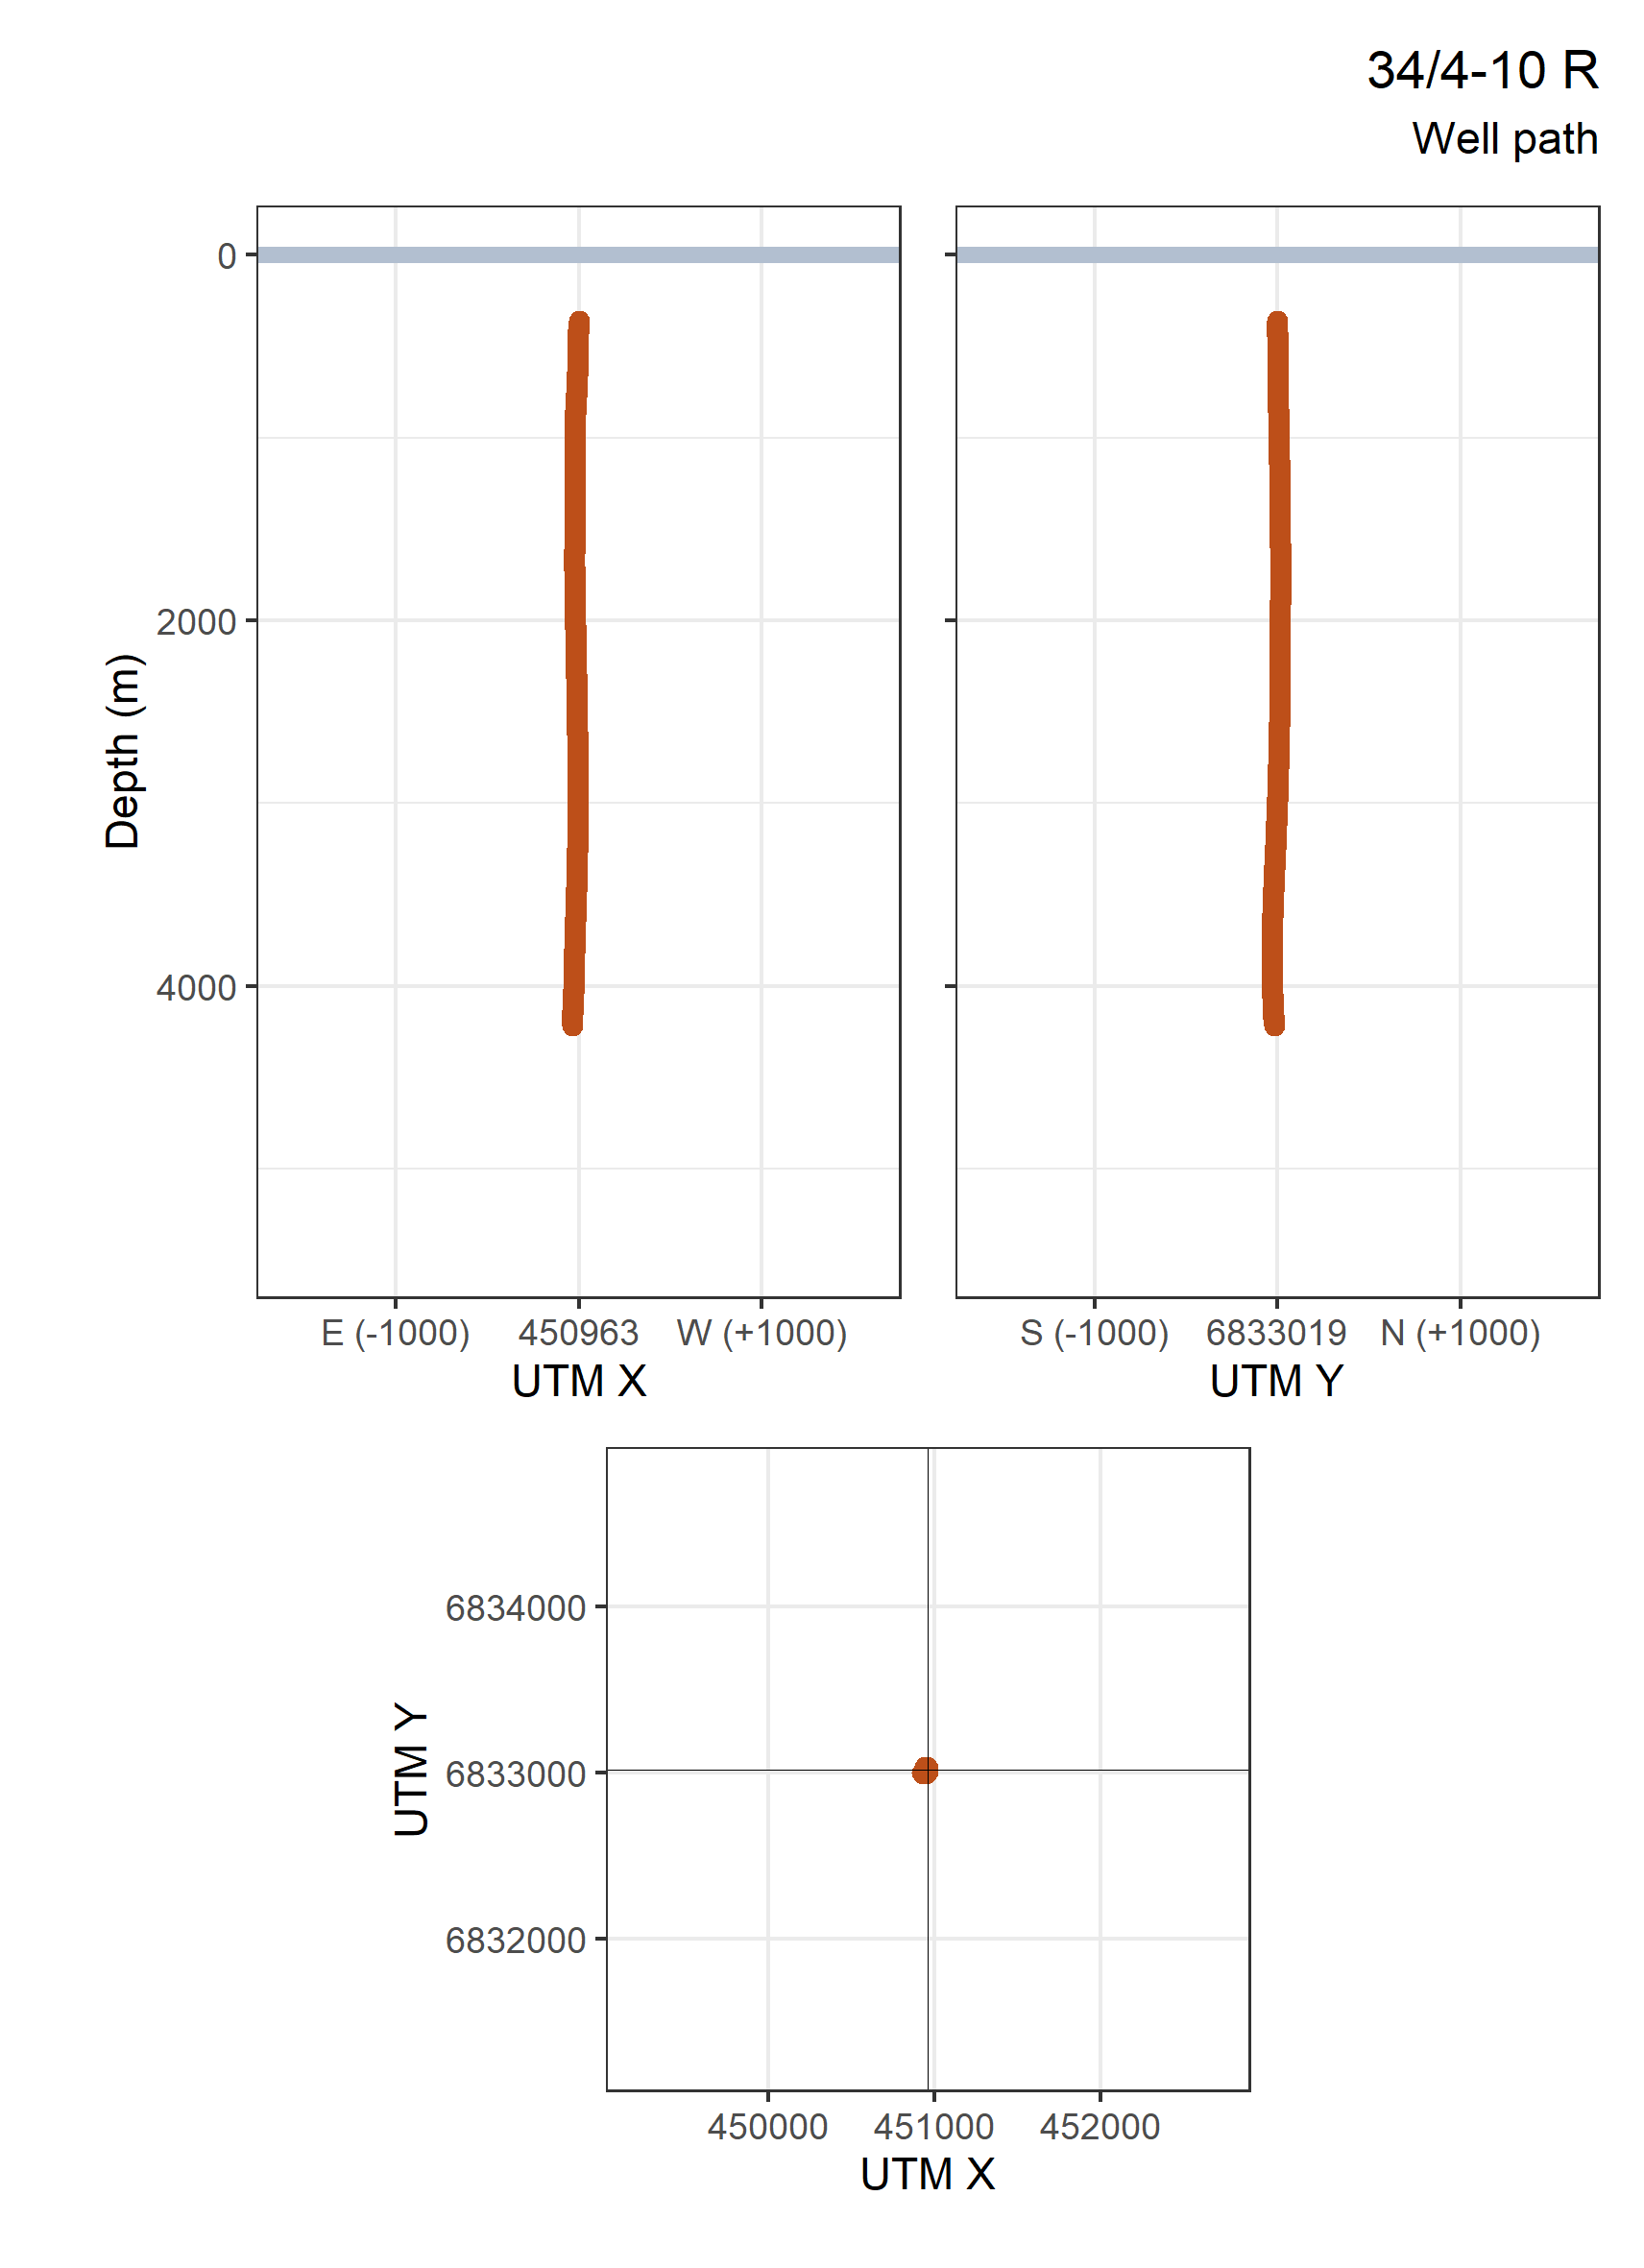 34/4-10 R
Well path
0
2000
4000
Depth (m)
E (-1000) 450963 W (+1000)
UTM X
S (-1000) 6833019 N (+1000)
UTM Y
6834000
6833000
6832000
UTM Y
450000 451000 452000
UTM X